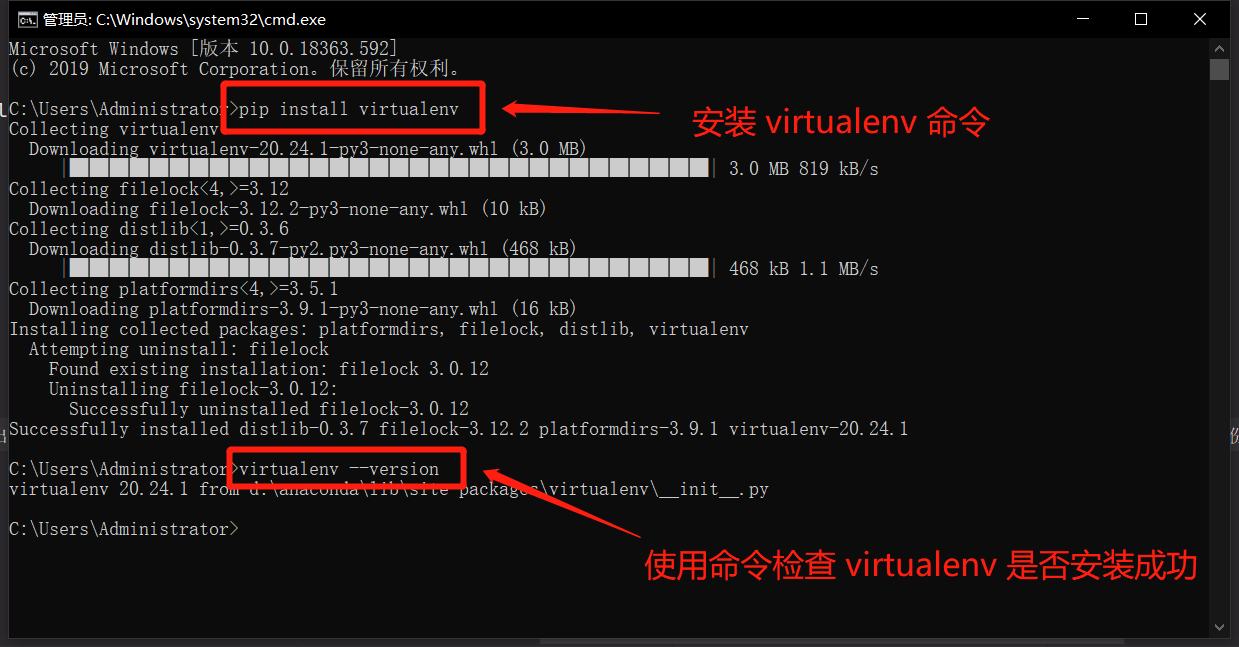 管理员: C:\Windows\system32\cmd.exe
Microsoft Windows [版本 10.0.18363.592]
(c) 2019 Microsoft Corporation。保留所有权利。
C:\Users\Administrator>pip install virtualenv
安装 virtualenv 命令
Collecting virtualenv
Downloading virtualenv-20.24.1-py3-none-any.whl (3.0 MB)
3.0 MB 819 kB/s
Collecting filelock<4,>=3.12
Downloading filelock-3.12.2-py3-none-any.whl (10 kB)
Collecting distlib<1,>=0.3.6
Downloading distlib-0.3.7-py2.py3-none-any.whl (468 kB)
468 kB 1.1 MB/s
Collecting platformdirs<4,>=3.5.1
Downloading platformdirs-3.9.1-py3-none-any.whl (16 kB)
Installing collected packages: platformdirs, filelock, distlib, virtualenv
Attempting uninstall: filelock
Found existing installation: filelock 3.0.12
Uninstalling filelock-3.0.12:
Successfully uninstalled filelock-3.0.12
Successfully installed distlib-0.3.7 filelock-3.12.2 platformdirs-3.9.1 virtualenv-20.24.1
C:\Users\Administrator>virtualenv --version
virtualenv 20.24.1 from d:\anaconda\lib\site-packages\virtualenv\__init__.py
C:\Users\Administrator>
使用命令检查 virtualenv 是否安装成功